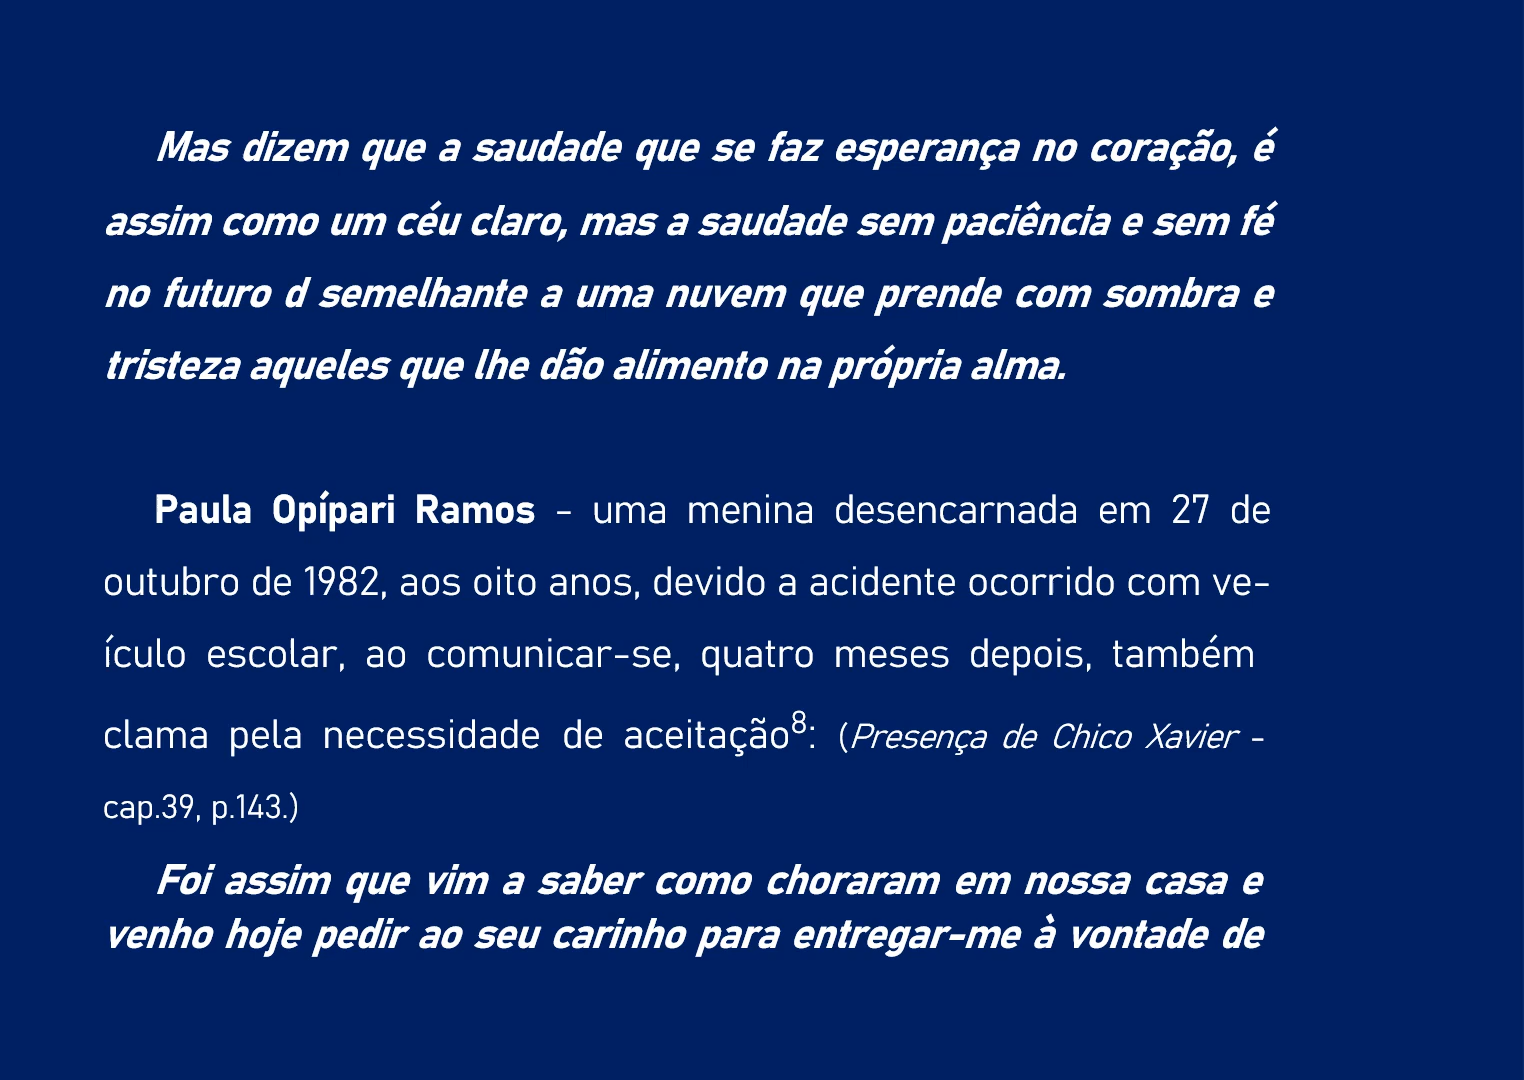 Mas dizem que a saudade que se faz esperança no coração, é
assim como um céu claro, mas a saudade sem paciência e sem fé
no futuro d semelhante a uma nuvem que prende com sombra e
tristeza aqueles que lhe dão alimento na própria alma.
Paula Opípari Ramos - uma menina desencarnada em 27 de
outubro de 1982, aos oito anos, devido a acidente ocorrido com ve-
ículo escolar, ao comunicar-se, quatro meses depois, também
clama pela necessidade de aceitação8: (Presença de Chico Xavier -
cap.39, p.143.)
Foi assim que vim a saber como choraram em nossa casa e
venho hoje pedir ao seu carinho para entregar-me à vontade de